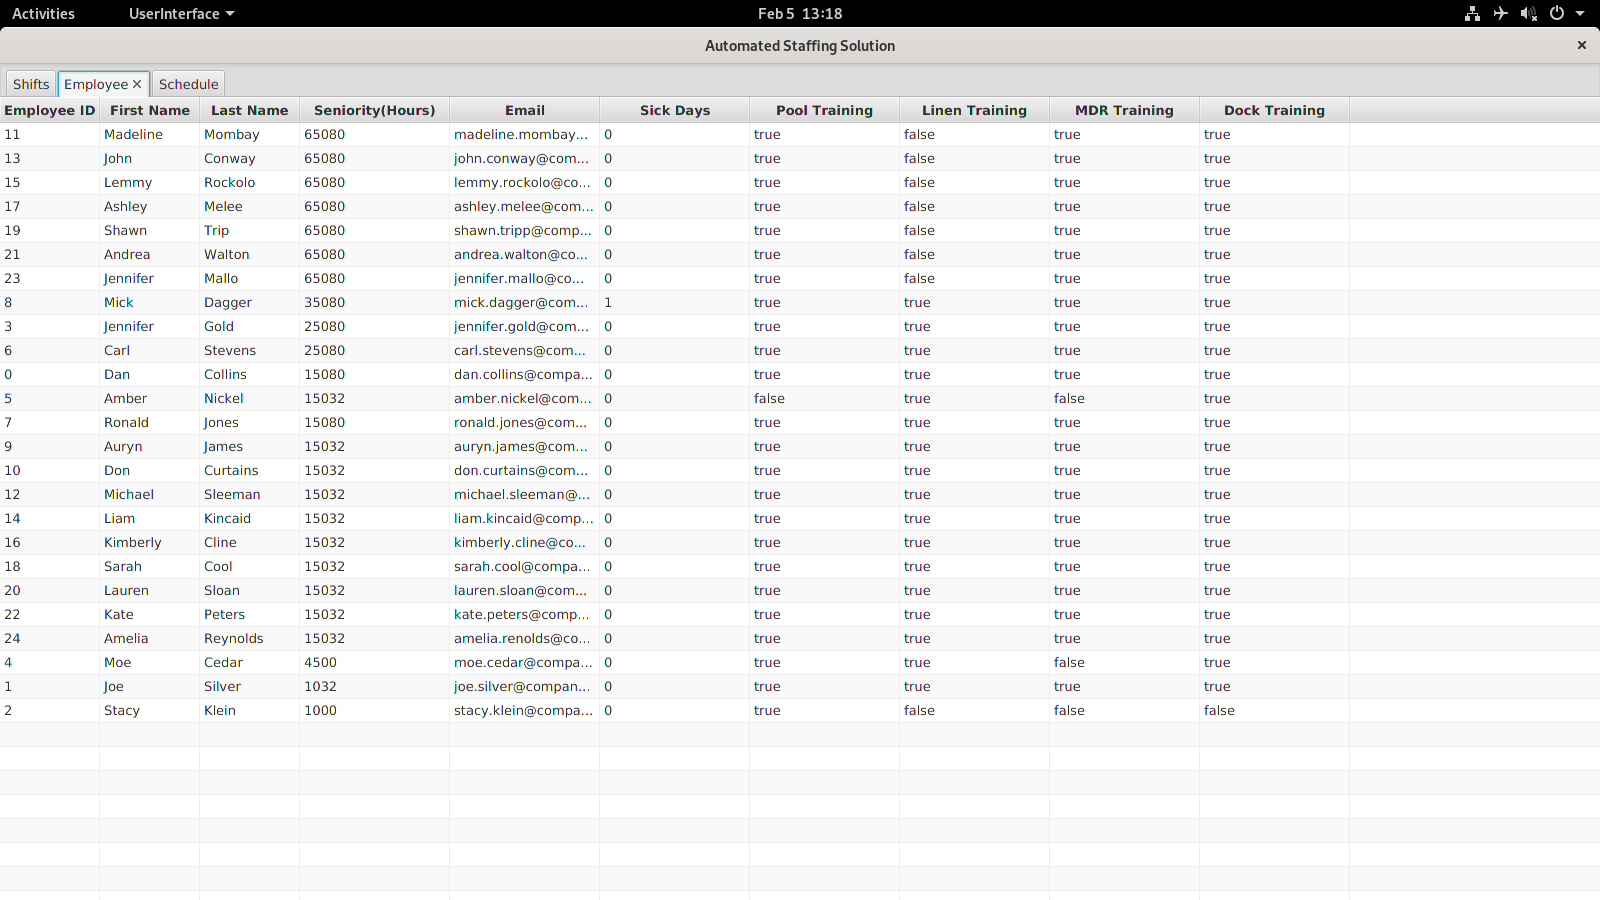 Activities UserInterface Feb 5 13:18
Automated Staffing Solution
Shifts Employee Schedule
Employee ID First Name Last Name Seniority(Hours) Email Sick Days Pool Training Linen Training MDR Training Dock Training
11 Madeline Mombay 65080 madeline.mombay... 0 true false true true
13 John Conway 65080 john.conway@com... 0 true false true true
15 Lemmy Rockolo 65080 lemmy.rockolo@co... 0 true false true true
17 Ashley Melee 65080 ashley.melee@com... 0 true false true true
19 Shawn Trip 65080 shawn.tripp@comp... 0 true false true true
21 Andrea Walton 65080 andrea.walton@co... 0 true false true true
23 Jennifer Mallo 65080 jennifer.mallo@co... 0 true false true true
8 Mick Dagger 35080 mick.dagger@com... 1 true true true true
3 Jennifer Gold 25080 jennifer.gold@com... 0 true true true true
6 Carl Stevens 25080 carl.stevens@com... 0 true true true true
0 Dan Collins 15080 dan.collins@compa... 0 true true true true
5 Amber Nickel 15032 amber.nickel@com... 0 false true false true
7 Ronald Jones 15080 ronald.jones@com... 0 true true true true
9 Auryn James 15032 auryn.james@com... 0 true true true true
10 Don Curtains 15032 don.curtains@com... 0 true true true true
12 Michael Sleeman 15032 michael.sleeman@... 0 true true true true
14 Liam Kincaid 15032 liam.kincaid@comp... 0 true true true true
16 Kimberly Cline 15032 kimberly.cline@co... 0 true true true true
18 Sarah Cool 15032 sarah.cool@compa... 0 true true true true
20 Lauren Sloan 15032 lauren.sloan@com... 0 true true true true
22 Kate Peters 15032 kate.peters@comp... 0 true true true true
24 Amelia Reynolds 15032 amelia.renolds@co... 0 true true true true
4 Moe Cedar 4500 moe.cedar@compa... 0 true true false true
1 Joe Silver 1032 joe.silver@compan... 0 true true true true
2 Stacy Klein 1000 stacy.klein@compa... 0 true false false false